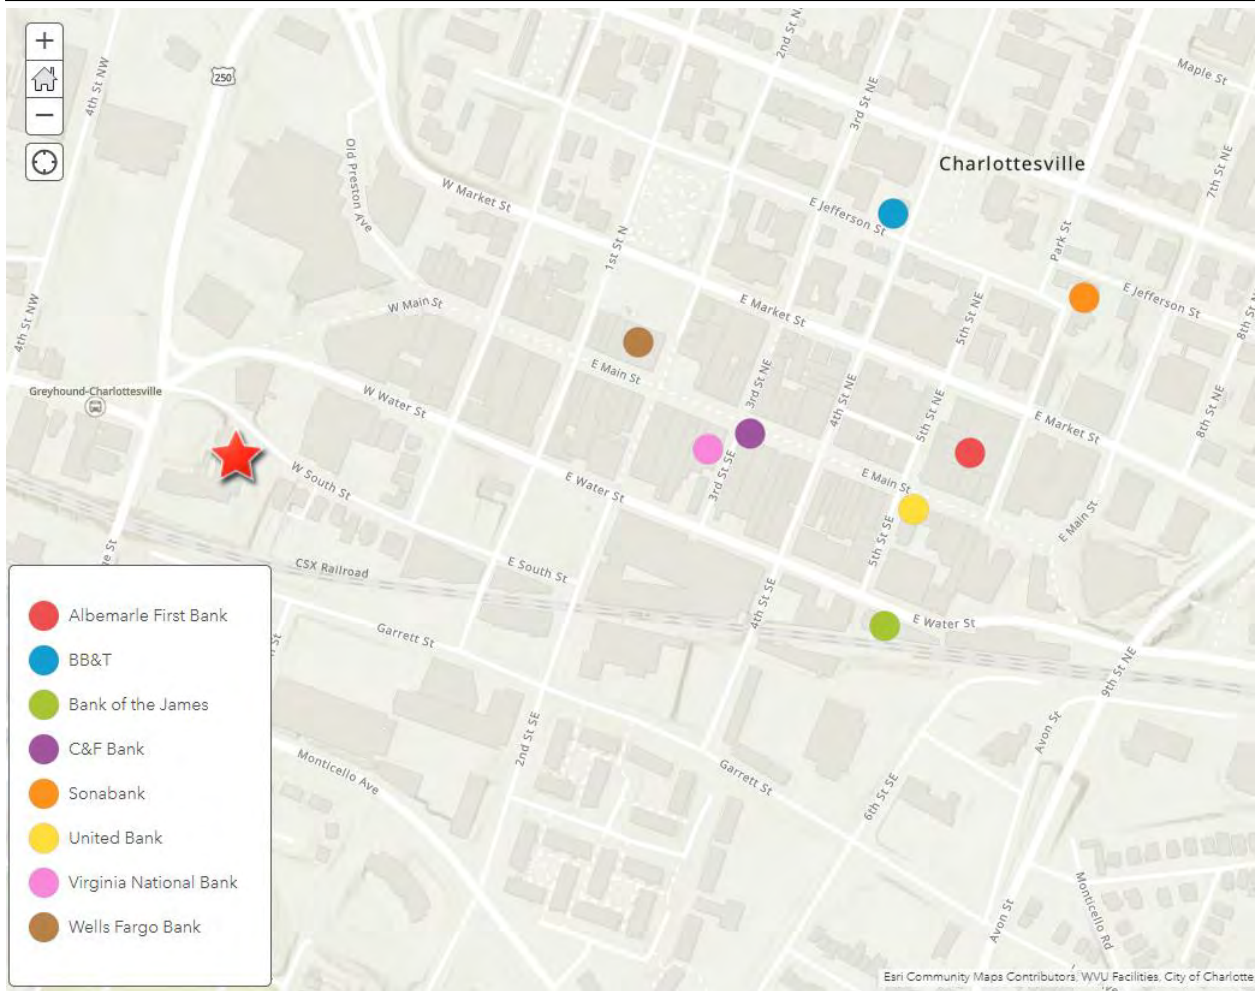 +
−
250
4th St NW
Old Preston Ave
W Market St
1st St N
2nd St N
3rd St NE
Maple St
7th St NE
Charlottesville
E Jefferson St
Park St
E Jefferson St
8th St
4th St NW
W Main St
E Market St
5th St NE
Greyhound-Charlottesville
W Water St
E Main St
3rd St NE
4th St NE
5th St NE
E Market St
8th St NE
W South St
E Water St
3rd St SE
E Main St
E Main St
5th St SE
CSX Railroad
E South St
4th St SE
E Water St
Garrett St
9th St NE
Monticello Ave
2nd St SE
Garrett St
6th St SE
Avon St
Avon St
Monticello Rd
Albemarle First Bank
BB&T
Bank of the James
C&F Bank
Sonabank
United Bank
Virginia National Bank
Wells Fargo Bank
Esri Community Maps Contributors, WVU Facilities, City of Charlotte